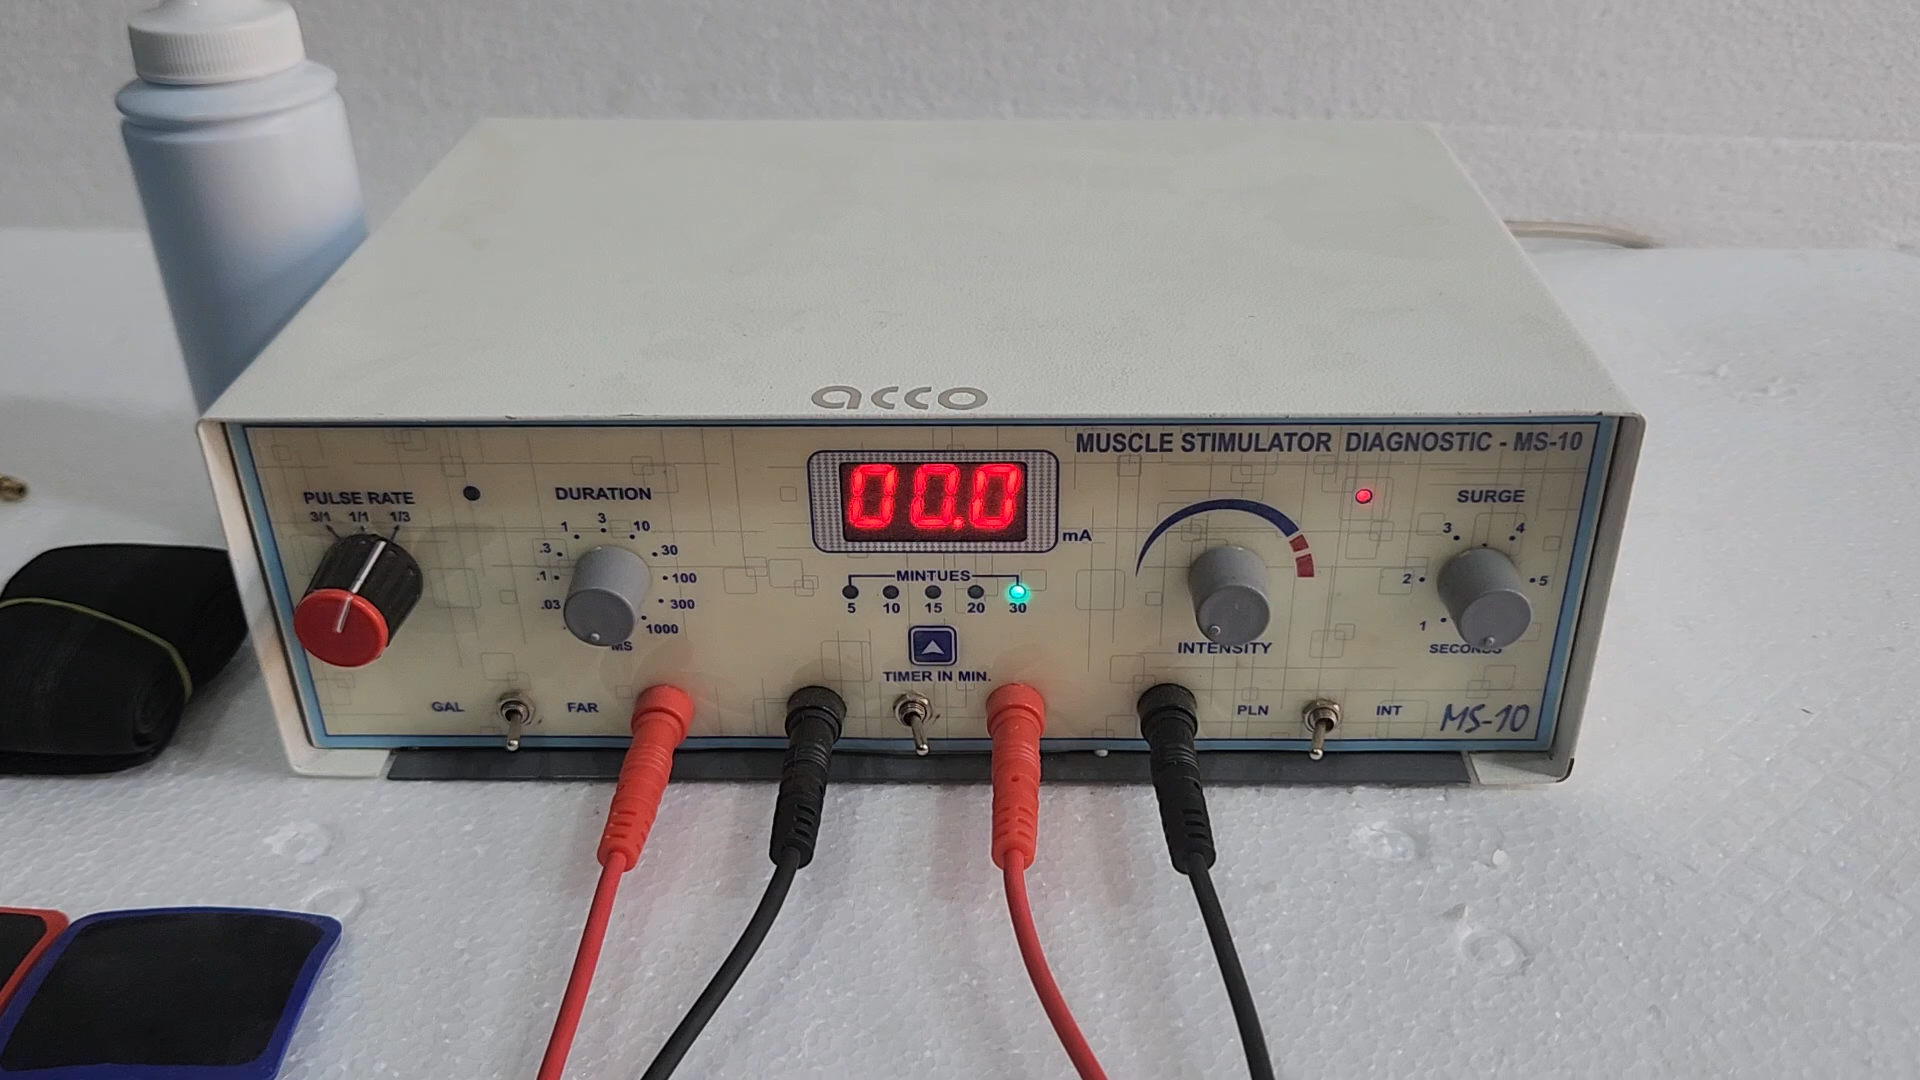 acco
MUSCLE STIMULATOR DIAGNOSTIC - MS-10
PULSE RATE
3/1 1/1 1/3
DURATION
.03 .1 .3 1 3 10 30 100 300 1000
MS
00.0
mA
MINTUES
5 10 15 20 30
TIMER IN MIN.
INTENSITY
SURGE
1 2 3 4 5
SECONDS
GAL FAR
PLN INT
MS-10